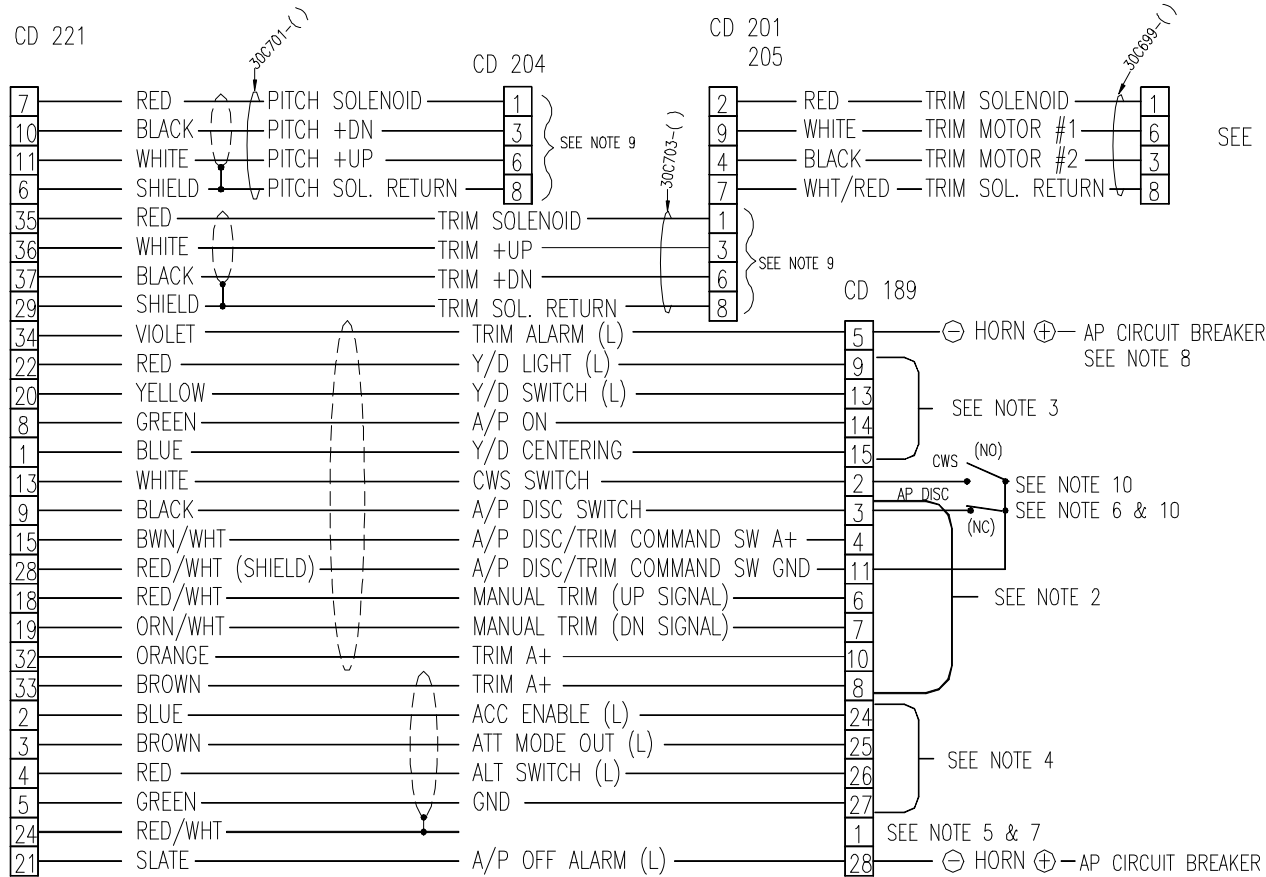 CD 221
30C701-( )
CD 204
CD 201
205
30C699-( )
7 RED PITCH SOLENOID 1
10 BLACK PITCH +DN 3
11 WHITE PITCH +UP 6
6 SHIELD PITCH SOL. RETURN 8
SEE NOTE 9
30C703-( )
2 RED TRIM SOLENOID 1
9 WHITE TRIM MOTOR #1 6
4 BLACK TRIM MOTOR #2 3
7 WHT/RED TRIM SOL. RETURN 8
SEE
35 RED TRIM SOLENOID 1
36 WHITE TRIM +UP 3
37 BLACK TRIM +DN 6
29 SHIELD TRIM SOL. RETURN 8
SEE NOTE 9
CD 189
34 VIOLET TRIM ALARM (L) 5 - HORN + AP CIRCUIT BREAKER
SEE NOTE 8
22 RED Y/D LIGHT (L) 9
20 YELLOW Y/D SWITCH (L) 13
SEE NOTE 3
8 GREEN A/P ON 14
1 BLUE Y/D CENTERING 15
CWS (NO)
13 WHITE CWS SWITCH 2 SEE NOTE 10
AP DISC
9 BLACK A/P DISC SWITCH 3 SEE NOTE 6 & 10
(NC)
15 BWN/WHT A/P DISC/TRIM COMMAND SW A+ 4
28 RED/WHT (SHIELD) A/P DISC/TRIM COMMAND SW GND 11
18 RED/WHT MANUAL TRIM (UP SIGNAL) 6 SEE NOTE 2
19 ORN/WHT MANUAL TRIM (DN SIGNAL) 7
32 ORANGE TRIM A+ 10
33 BROWN TRIM A+ 8
2 BLUE ACC ENABLE (L) 24
3 BROWN ATT MODE OUT (L) 25
SEE NOTE 4
4 RED ALT SWITCH (L) 26
5 GREEN GND 27
24 RED/WHT 1 SEE NOTE 5 & 7
21 SLATE A/P OFF ALARM (L) 28 - HORN + AP CIRCUIT BREAKER